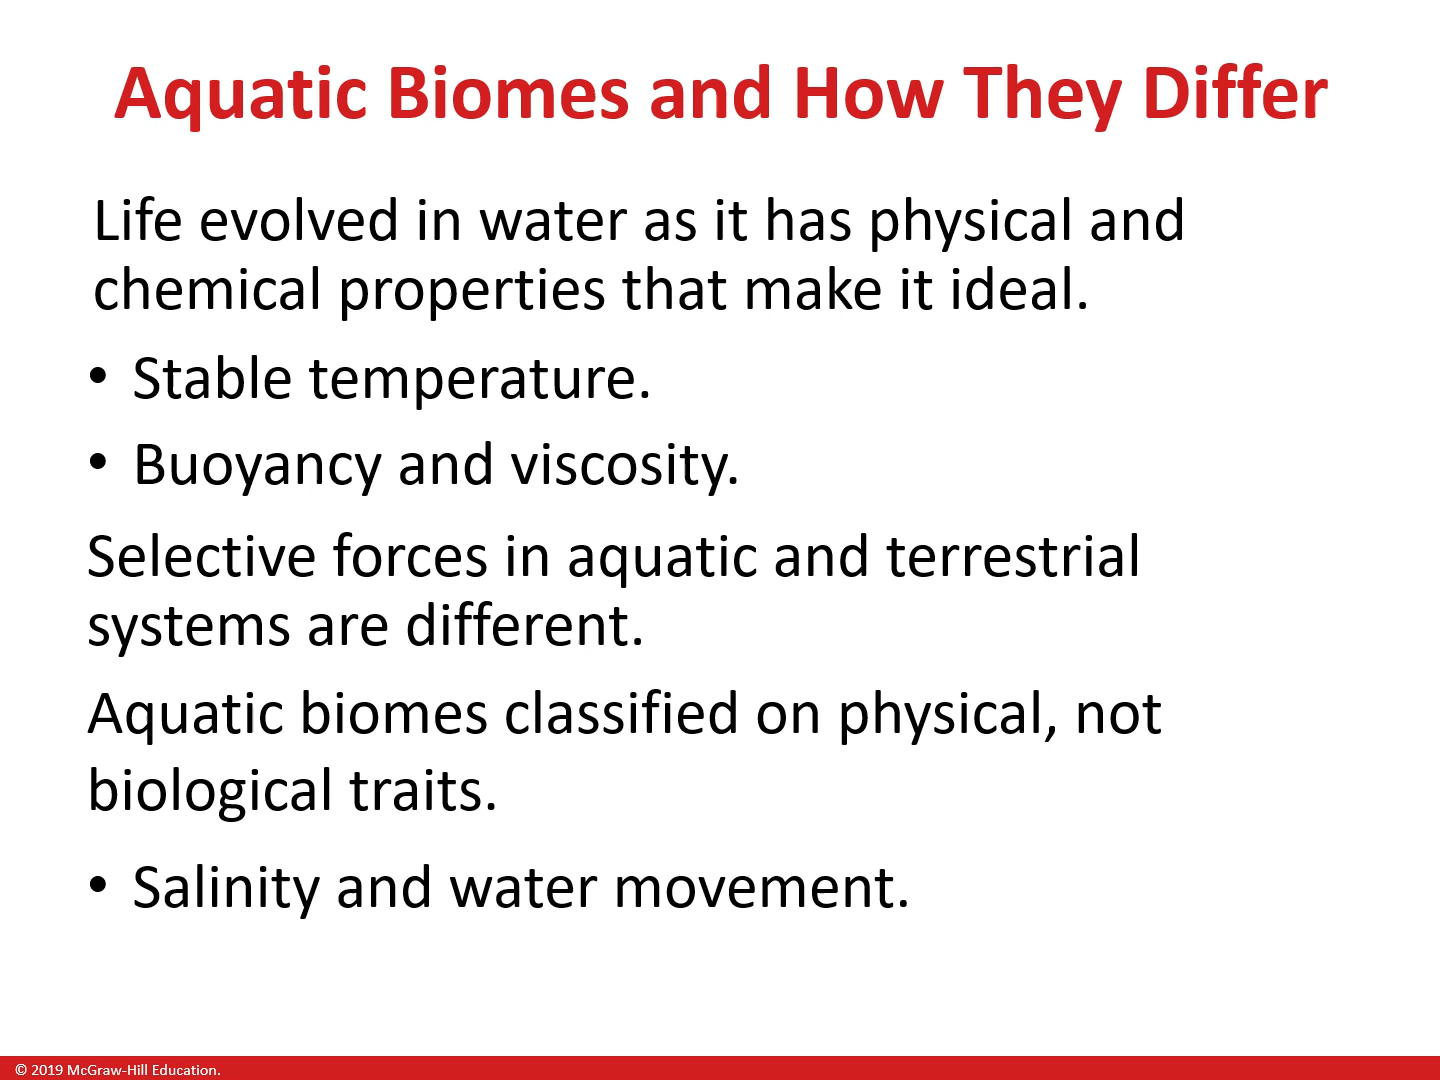 Aquatic Biomes and How They Differ
Life evolved in water as it has physical and
chemical properties that make it ideal.
• Stable temperature.
• Buoyancy and viscosity.
Selective forces in aquatic and terrestrial
systems are different.
Aquatic biomes classified on physical, not
biological traits.
• Salinity and water movement.
© 2019 McGraw-Hill Education.